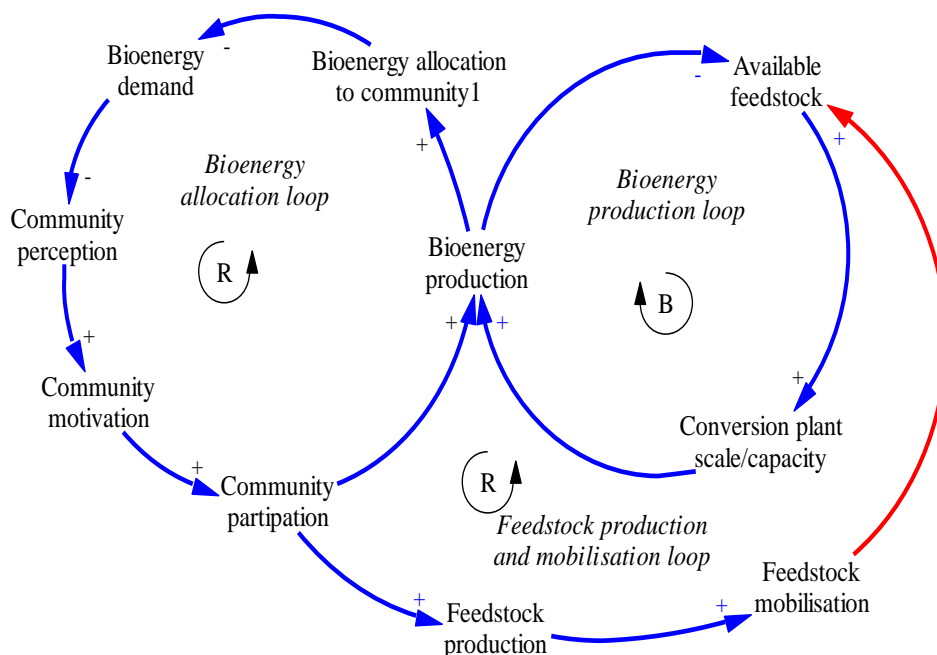 Bioenergy
demand
-
Bioenergy allocation
to community1
-
Available
feedstock
+
+
Bioenergy
allocation loop
Bioenergy
production loop
-
Community
perception
R
Bioenergy
production
B
+
+
+
+
Community
motivation
Conversion plant
scale/capacity
+
Community
partipation
R
Feedstock production
and mobilisation loop
Feedstock
mobilisation
+
+
Feedstock
production